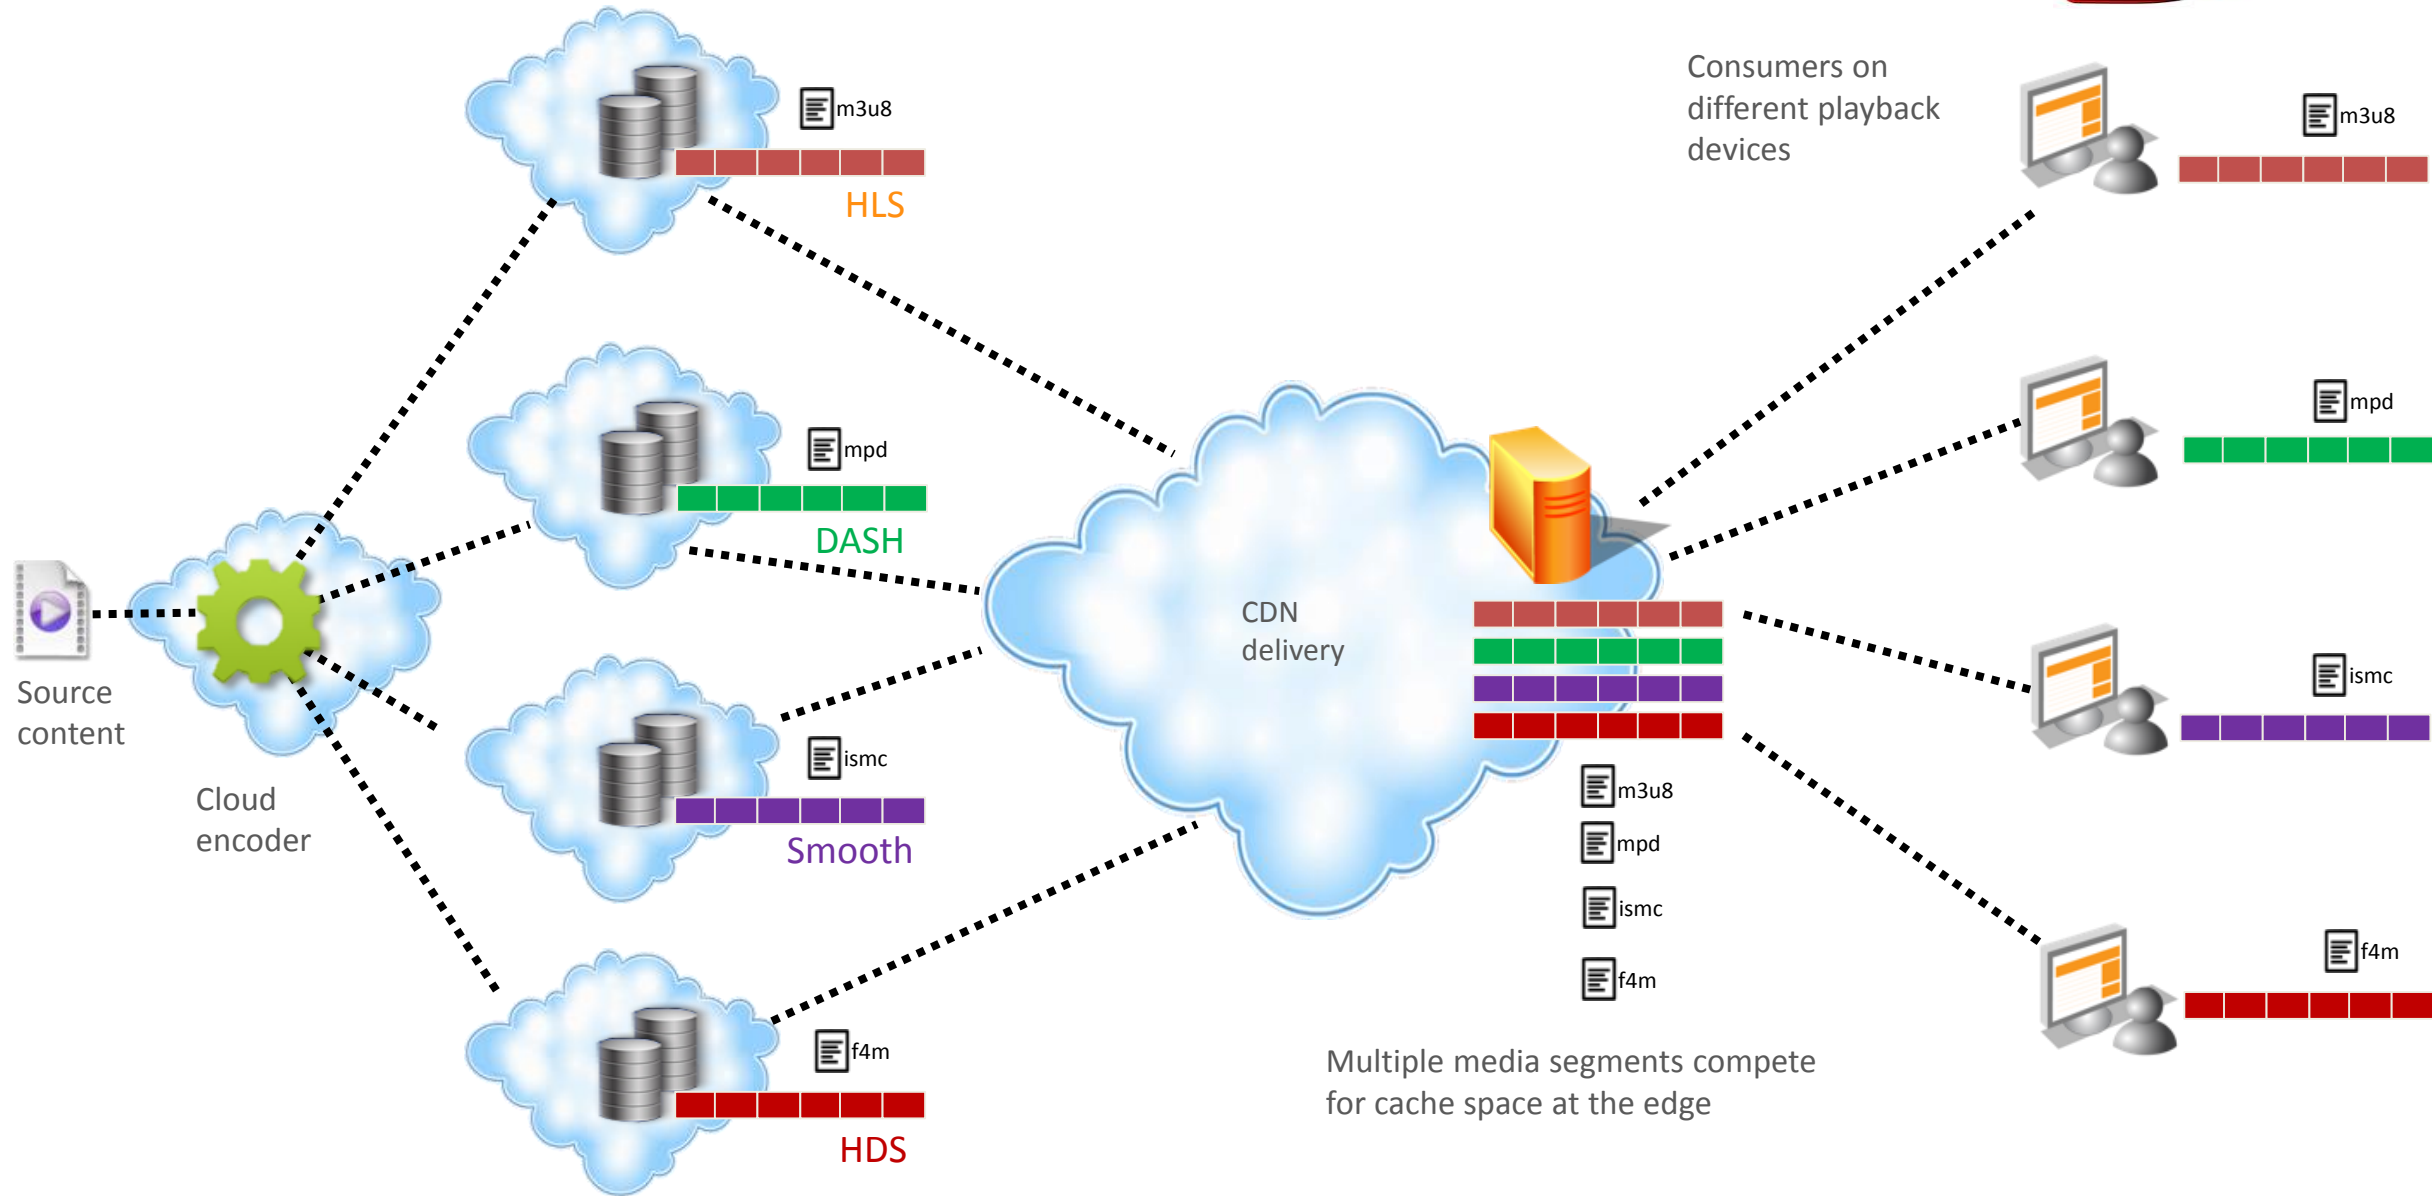 Source
content
Cloud
encoder
m3u8
HLS
mpd
DASH
ismc
Smooth
f4m
HDS
CDN
delivery
m3u8
mpd
ismc
f4m
Multiple media segments compete
for cache space at the edge
Consumers on
different playback
devices
m3u8
mpd
ismc
f4m